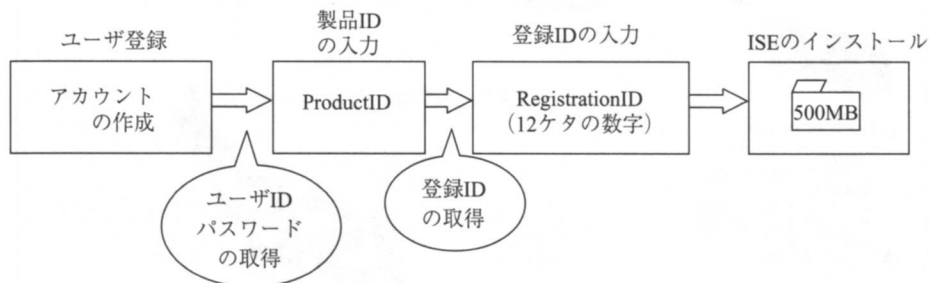 ユーザ登録
製品ID
の入力
登録IDの入力
ISEのインストール
アカウント
の作成
ProductID
RegistrationID
(12ケタの数字)
500MB
ユーザID
パスワード
の取得
登録ID
の取得